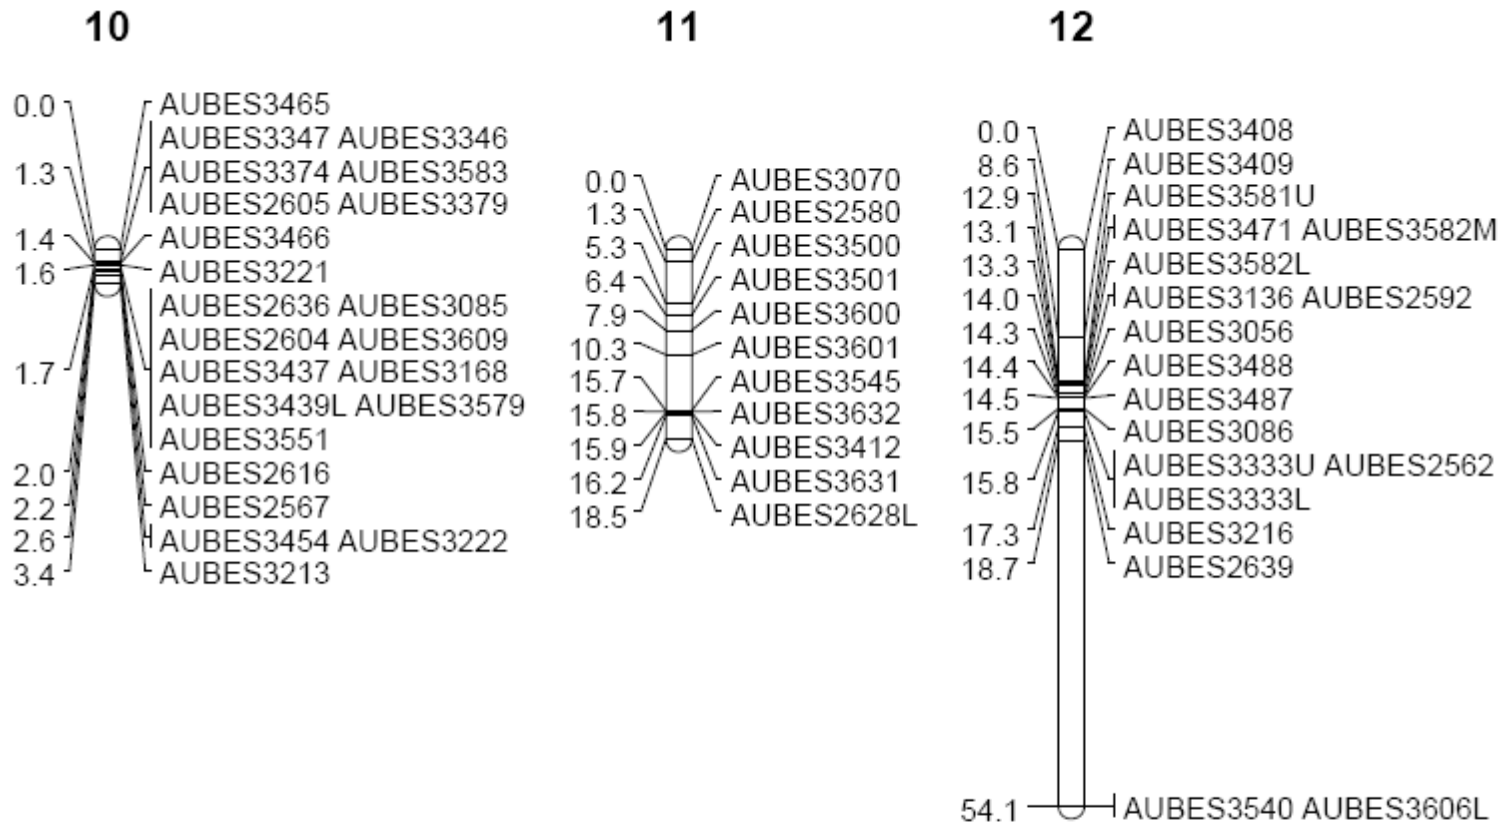 10
0.0 AUBES3465
AUBES3347 AUBES3346
1.3 AUBES3374 AUBES3583
AUBES2605 AUBES3379
1.4 AUBES3466
1.6 AUBES3221
AUBES2636 AUBES3085
AUBES2604 AUBES3609
1.7 AUBES3437 AUBES3168
AUBES3439L AUBES3579
AUBES3551
2.0 AUBES2616
2.2 AUBES2567
2.6 AUBES3454 AUBES3222
3.4 AUBES3213
11
0.0 AUBES3070
1.3 AUBES2580
5.3 AUBES3500
6.4 AUBES3501
7.9 AUBES3600
10.3 AUBES3601
15.7 AUBES3545
15.8 AUBES3632
15.9 AUBES3412
16.2 AUBES3631
18.5 AUBES2628L
12
0.0 AUBES3408
8.6 AUBES3409
12.9 AUBES3581U
13.1 AUBES3471 AUBES3582M
13.3 AUBES3582L
14.0 AUBES3136 AUBES2592
14.3 AUBES3056
14.4 AUBES3488
14.5 AUBES3487
15.5 AUBES3086
AUBES3333U AUBES2562
15.8 AUBES3333L
17.3 AUBES3216
18.7 AUBES2639
54.1 AUBES3540 AUBES3606L